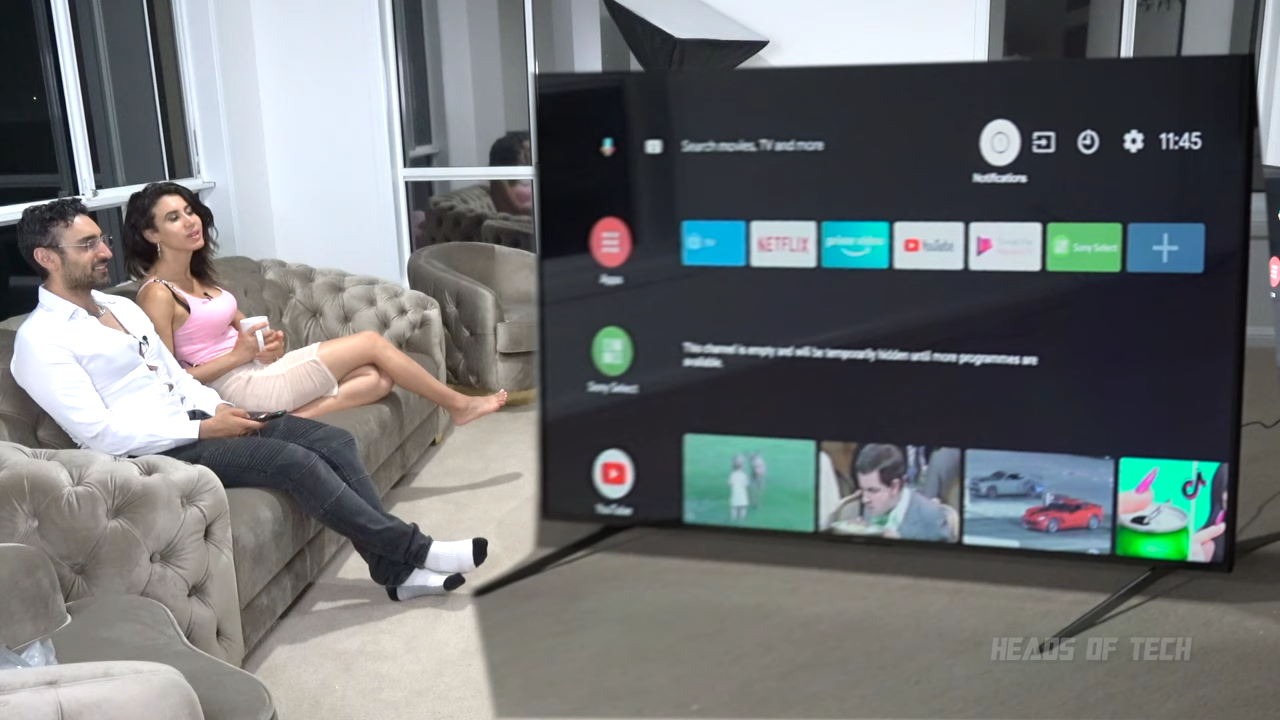 Search movies, TV and more
11:45
Notifications
NETFLIX
prime video
YouTube
Sony Select
Apps
This channel is empty and will be temporarily hidden until more programmes are
available.
Sony Select
YouTube
HEADS OF TECH